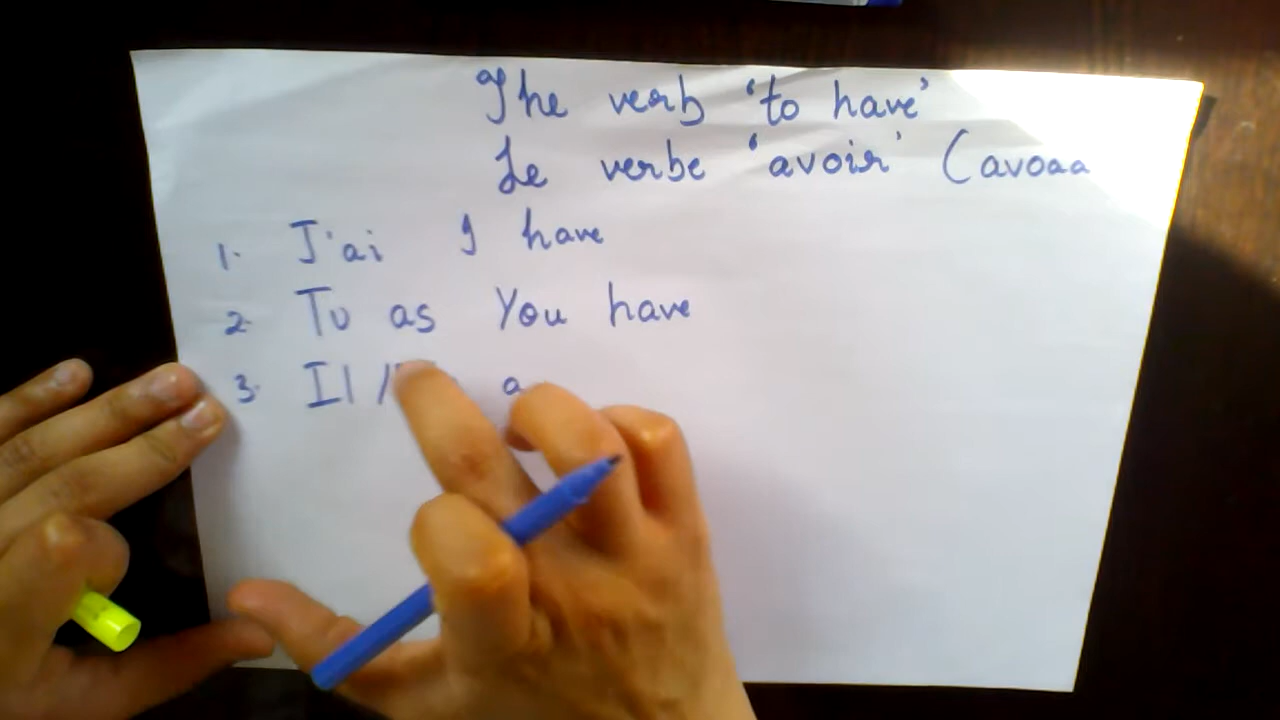 The verb 'to have'
Le verbe 'avoir' (avoaa
1. J'ai I have
2. Tu as You have
3. Il / a